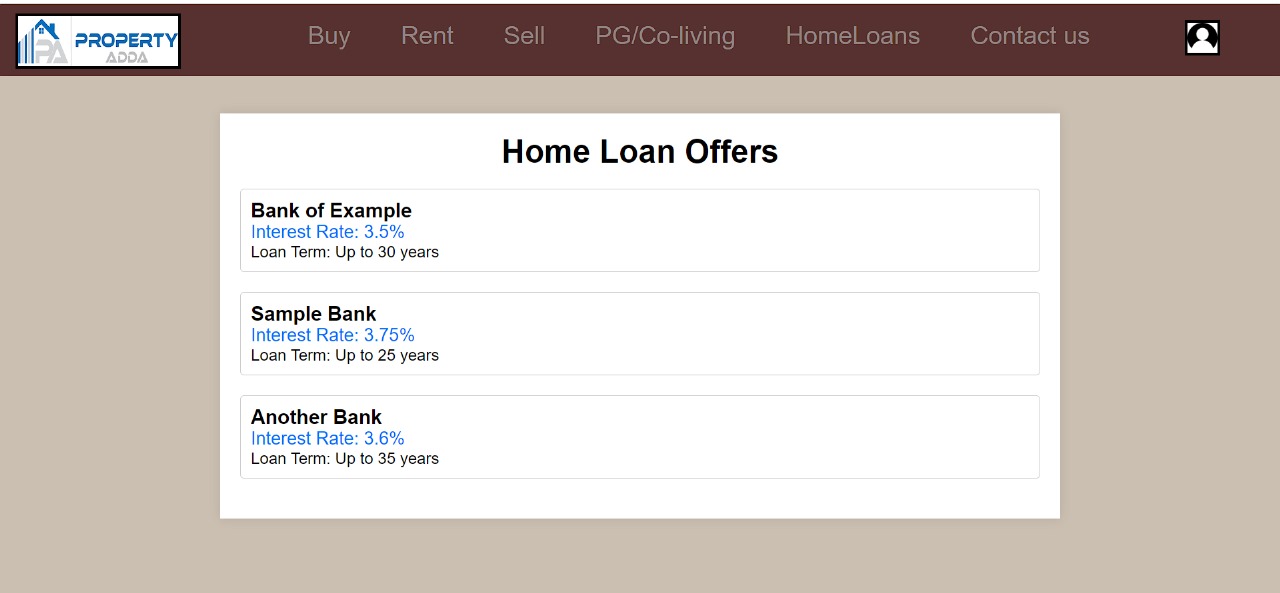 PA PROPERTY
ADDA
Buy Rent Sell PG/Co-living HomeLoans Contact us
Home Loan Offers
Bank of Example
Interest Rate: 3.5%
Loan Term: Up to 30 years
Sample Bank
Interest Rate: 3.75%
Loan Term: Up to 25 years
Another Bank
Interest Rate: 3.6%
Loan Term: Up to 35 years